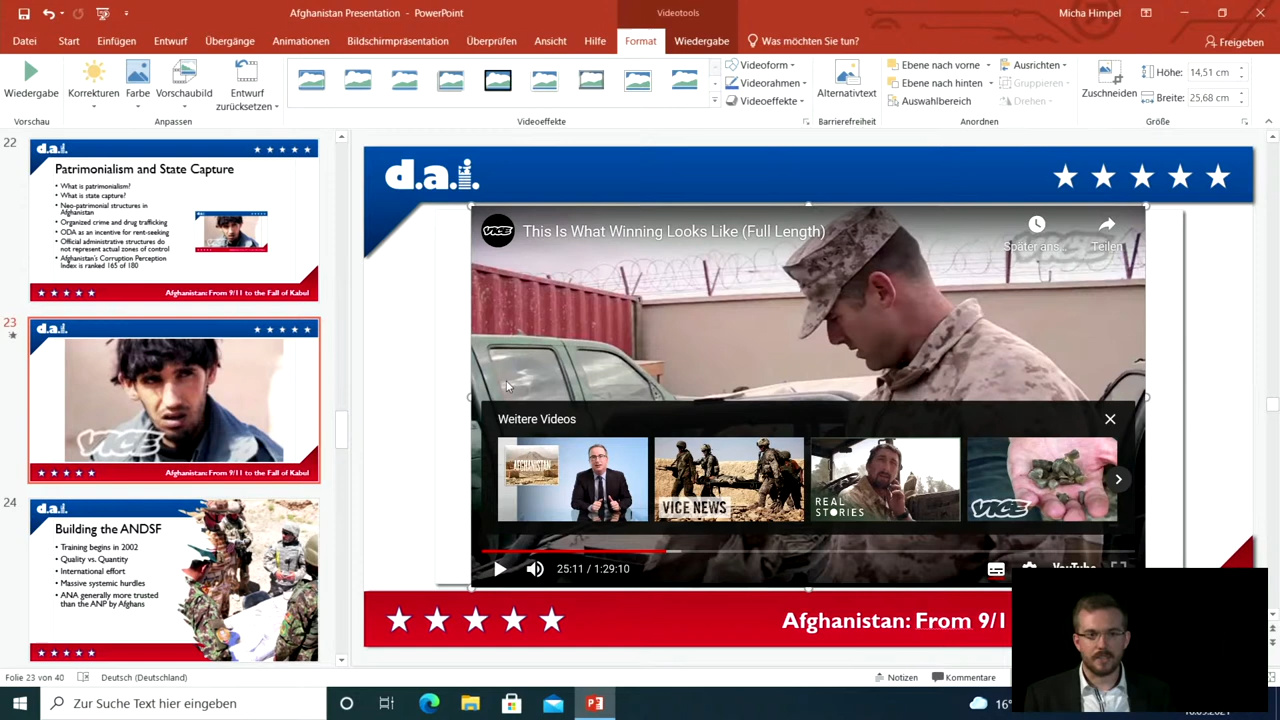 Afghanistan Presentation - PowerPoint
Videotools
Micha Himpel
Datei
Start
Einfügen
Entwurf
Übergänge
Animationen
Bildschirmpräsentation
Überprüfen
Ansicht
Hilfe
Format
Wiedergabe
Was möchten Sie tun?
Freigeben
Wiedergabe
Korrekturen
Farbe
Vorschaubild
Entwurf
zurücksetzen
Videoform
Videorahmen
Videoeffekte
Alternativtext
Ebene nach vorne
Ebene nach hinten
Auswahlbereich
Ausrichten
Gruppieren
Drehen
Zuschneiden
Höhe: 14,51 cm
Breite: 25,68 cm
Vorschau
Anpassen
Videoeffekte
Barrierefreiheit
Anordnen
Größe
22
d.a.i.
Patrimonialism and State Capture
• What is patrimonialism?
• What is state capture?
• Neo-patrimonial structures in
Afghanistan
• Organized crime and drug trafficking
• ODA as an incentive for rent-seeking
• Official administrative structures do
not represent actual zones of control
• Afghanistan's Corruption Perception
Index is ranked 165 of 180
Afghanistan: From 9/11 to the Fall of Kabul
23
d.a.i.
VICE
Afghanistan: From 9/11 to the Fall of Kabul
24
d.a.i.
Building the ANDSF
• Training begins in 2002
• Quality vs. Quantity
• International effort
• Massive systemic hurdles
• ANA generally more trusted
than the ANP by Afghans
d.a.i.
VICE
This Is What Winning Looks Like (Full Length)
Später ans...
Teilen
Weitere Videos
AFGHANISTAN
VICE NEWS
REAL
STORIES
VICE
25:11 / 1:29:10
YouTube
Afghanistan: From 9/1
Folie 23 von 40
Deutsch (Deutschland)
Notizen
Kommentare
Zur Suche Text hier eingeben
16°